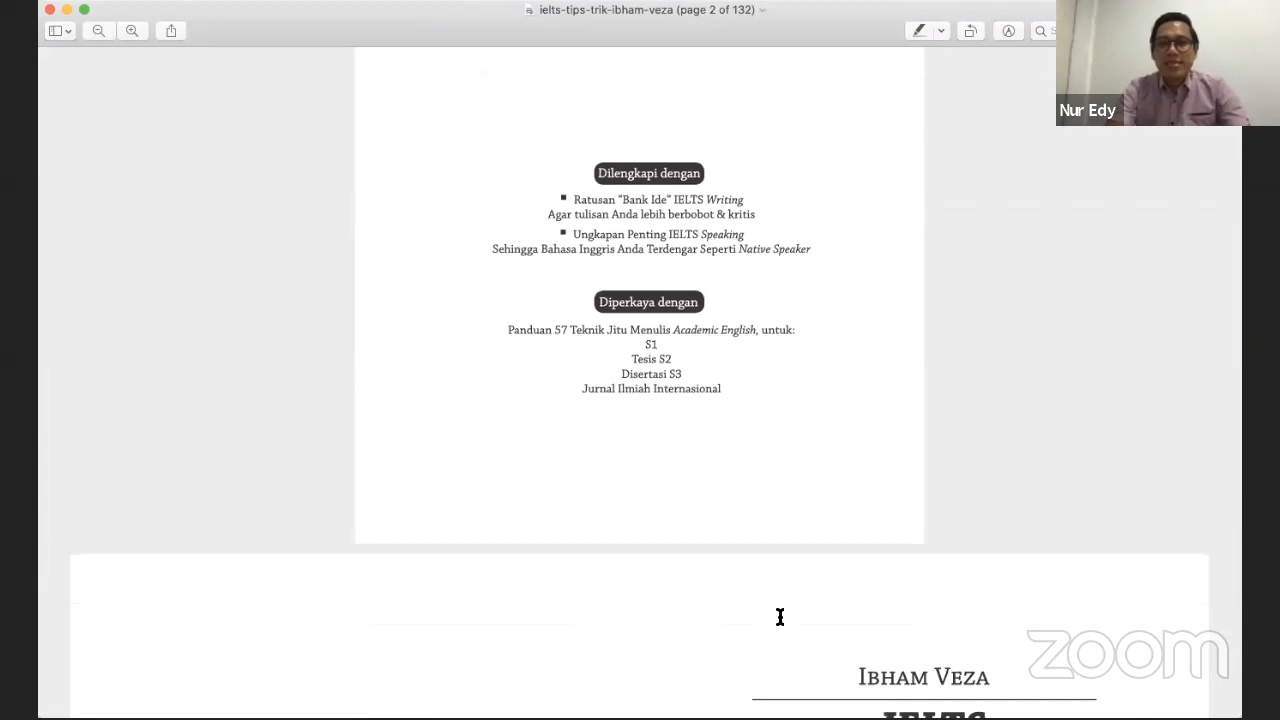 ielts-tips-trik-ibham-veza (page 2 of 132)
Nur Edy
Dilengkapi dengan
▪ Ratusan “Bank Ide” IELTS Writing
Agar tulisan Anda lebih berbobot & kritis
▪ Ungkapan Penting IELTS Speaking
Sehingga Bahasa Inggris Anda Terdengar Seperti Native Speaker
Diperkaya dengan
Panduan 57 Teknik Jitu Menulis Academic English, untuk:
S1
Tesis S2
Disertasi S3
Jurnal Ilmiah Internasional
zoom
IBHAM VEZA
IELTS